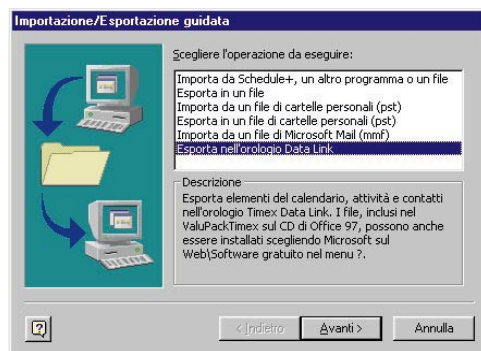 Importazione/Esportazione guidata
Scegliere l'operazione da eseguire:
Importa da Schedule+, un altro programma o un file
Esporta in un file
Importa da un file di cartelle personali (pst)
Esporta in un file di cartelle personali (pst)
Importa da un file di Microsoft Mail (mmf)
Esporta nell'orologio Data Link
Descrizione
Esporta elementi del calendario, attività e contatti
nell'orologio Timex Data Link. I file, inclusi nel
ValuPackTimex sul CD di Office 97, possono anche
essere installati scegliendo Microsoft sul
Web\Software gratuito nel menu ?.
?
< Indietro Avanti > Annulla